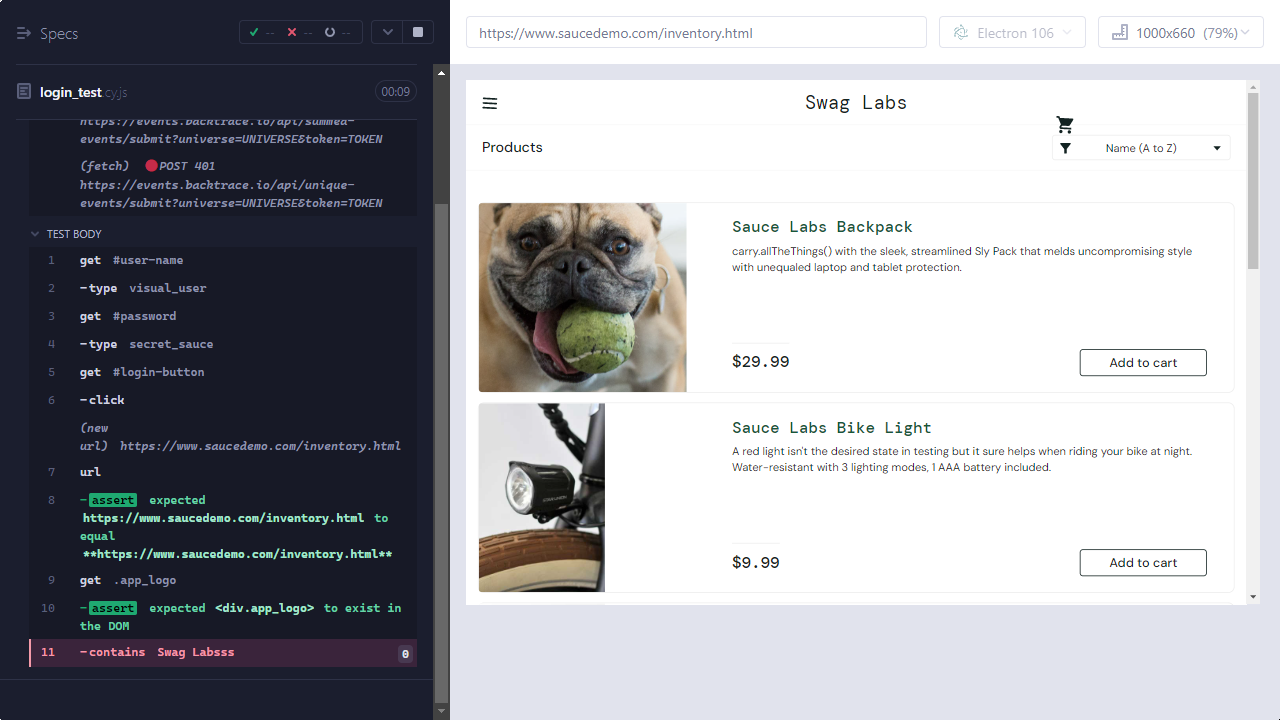 Specs
--
--
--
login_test.cy.js
00:09
https://events.backtrace.io/api/summed-
events/submit?universe=UNIVERSE&token=TOKEN
(fetch) POST 401
https://events.backtrace.io/api/unique-
events/submit?universe=UNIVERSE&token=TOKEN
TEST BODY
1 get #user-name
2 -type visual_user
3 get #password
4 -type secret_sauce
5 get #login-button
6 -click
(new
url) https://www.saucedemo.com/inventory.html
7 url
8 -assert expected
https://www.saucedemo.com/inventory.html to
equal
**https://www.saucedemo.com/inventory.html**
9 get .app_logo
10 -assert expected <div.app_logo> to exist in
the DOM
11 -contains Swag Labsss 0
https://www.saucedemo.com/inventory.html
Electron 106
1000x660 (79%)
Swag Labs
Products
Name (A to Z)
Sauce Labs Backpack
carry.allTheThings() with the sleek, streamlined Sly Pack that melds uncompromising style
with unequaled laptop and tablet protection.
$29.99
Add to cart
Sauce Labs Bike Light
A red light isn't the desired state in testing but it sure helps when riding your bike at night.
Water-resistant with 3 lighting modes, 1 AAA battery included.
$9.99
Add to cart